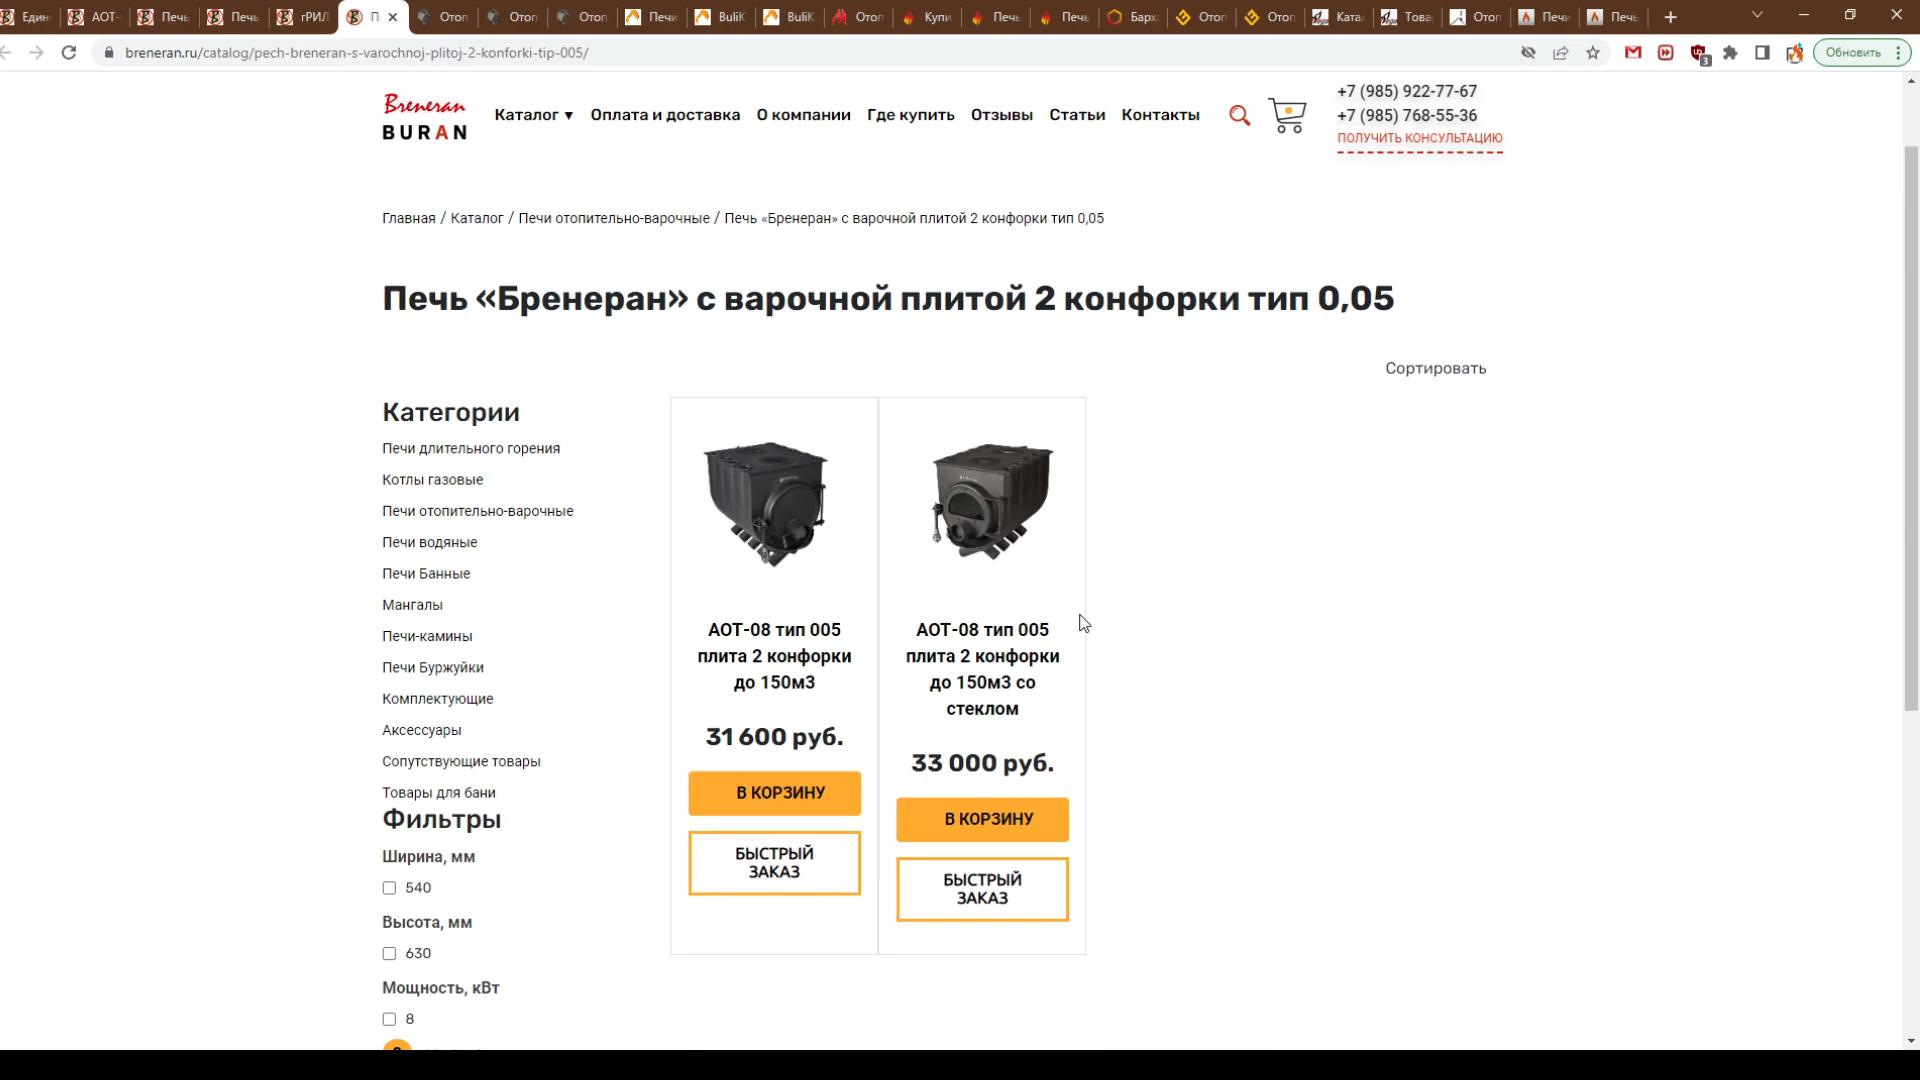 Един
АОТ-
Печь
Печь
гРИЛ
П
Отоп
Отоп
Отоп
Печи
BuliK
BuliK
Отоп
Купи
Печь
Печь
Барх
Отоп
Отоп
Ката
Това
Отоп
Печи
Печь
breneran.ru/catalog/pech-breneran-s-varochnoj-plitoj-2-konforki-tip-005/
3
Обновить
Breneran
BURAN
Каталог ▼
Оплата и доставка
О компании
Где купить
Отзывы
Статьи
Контакты
+7 (985) 922-77-67
+7 (985) 768-55-36
ПОЛУЧИТЬ КОНСУЛЬТАЦИЮ
Главная / Каталог / Печи отопительно-варочные / Печь «Бренеран» с варочной плитой 2 конфорки тип 0,05
Печь «Бренеран» с варочной плитой 2 конфорки тип 0,05
Сортировать
Категории
Печи длительного горения
Котлы газовые
Печи отопительно-варочные
Печи водяные
Печи Банные
Мангалы
Печи-камины
Печи Буржуйки
Комплектующие
Аксессуары
Сопутствующие товары
Товары для бани
Фильтры
Ширина, мм
540
Высота, мм
630
Мощность, кВт
8
АОТ-08 тип 005
плита 2 конфорки
до 150м3
31 600 руб.
В КОРЗИНУ
БЫСТРЫЙ
ЗАКАЗ
АОТ-08 тип 005
плита 2 конфорки
до 150м3 со
стеклом
33 000 руб.
В КОРЗИНУ
БЫСТРЫЙ
ЗАКАЗ